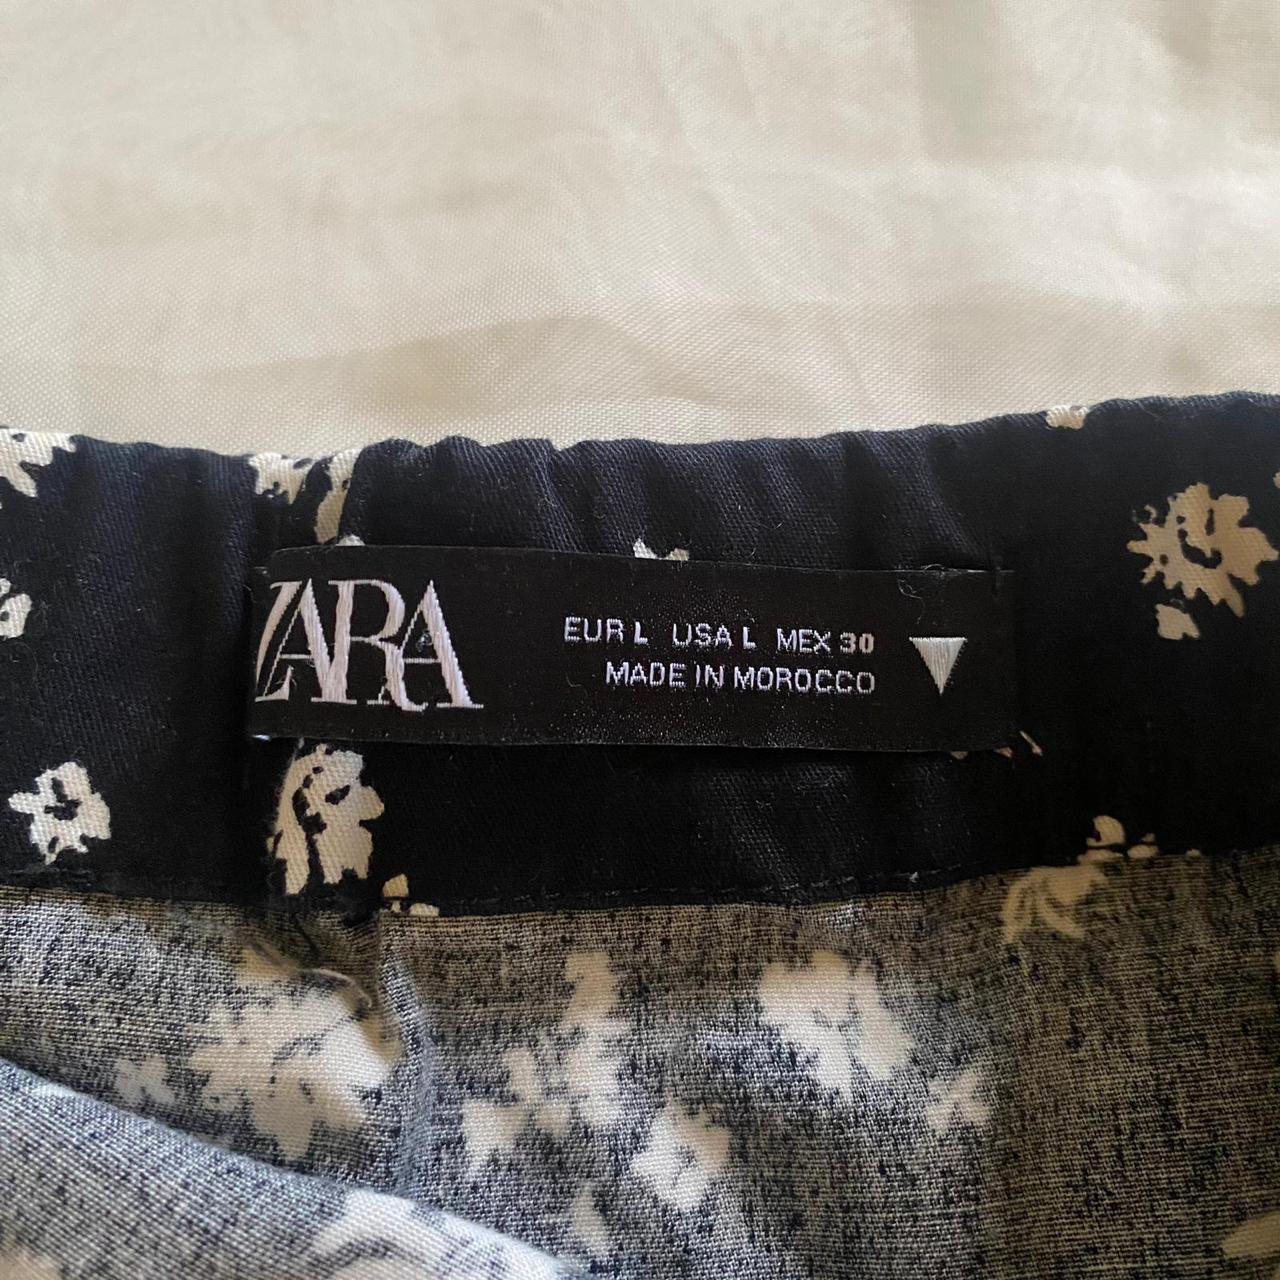 ZARA
EUR L USA L MEX 30
MADE IN MOROCCO